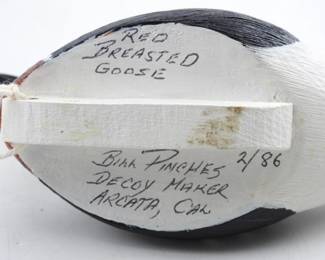 RED
BREASTED
GOOSE
BILL PINCHES 2/86
DECOY MAKER
ARCATA, CAL